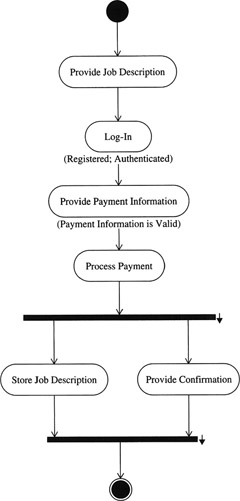 Provide Job Description
Log-In
(Registered; Authenticated)
Provide Payment Information
(Payment Information is Valid)
Process Payment
Store Job Description
Provide Confirmation